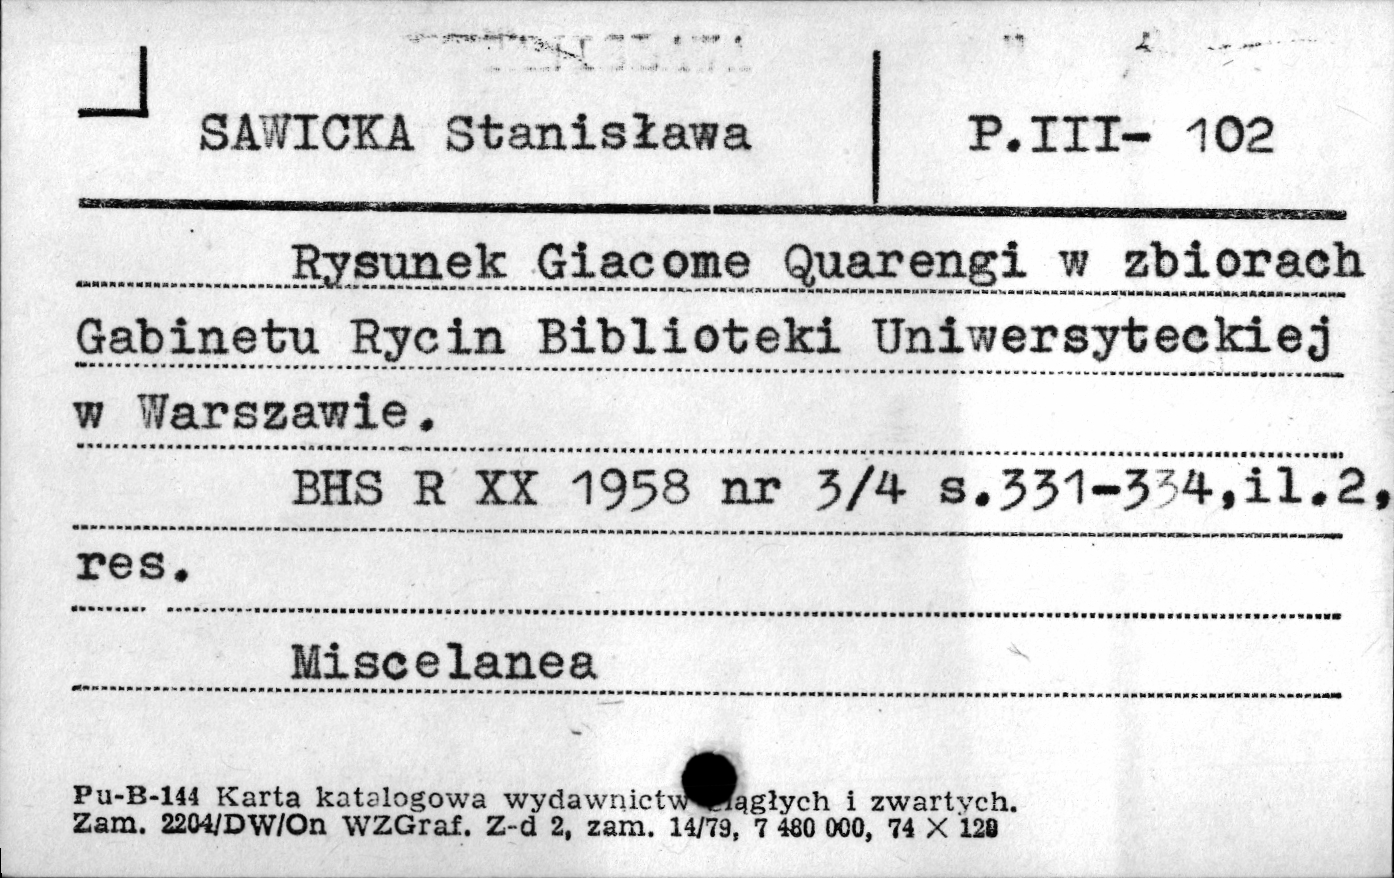 SAWICKA Stanisława P.III- 102
Rysunek Giacome Quarengi w zbiorach
Gabinetu Rycin Biblioteki Uniwersyteckiej
w Warszawie.
BHS R XX 1958 nr 3/4 s.331-334,il.2,
res.
Miscelanea
Pu-B-144 Karta katalogowa wydawnictw ciągłych i zwartych.
Zam. 2204/DW/On WZGraf. Z-d 2, zam. 14/79, 7 480 000, 74 X 120